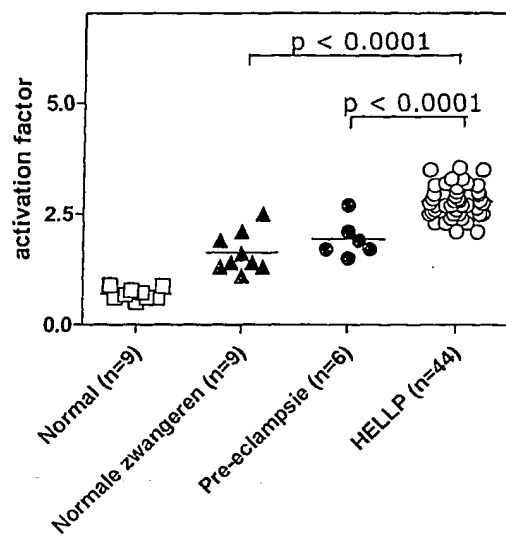 p < 0.0001
p < 0.0001
activation factor
5.0
2.5
0.0
Normal (n=9)
Normale zwangeren (n=9)
Pre-eclampsie (n=6)
HELLP (n=44)